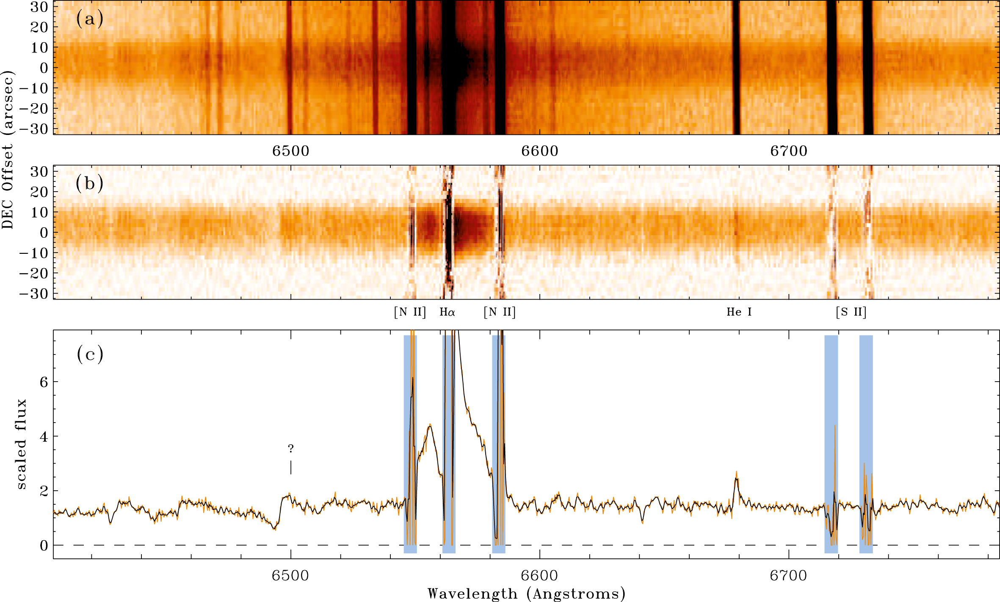 (a)
30
20
10
0
−10
−20
−30
6500 6600 6700
DEC Offset (arcsec)
(b)
30
20
10
0
−10
−20
−30
[N II] Hα [N II] He I [S II]
(c)
6
4
2
0
?
scaled flux
6500 6600 6700
Wavelength (Angstroms)